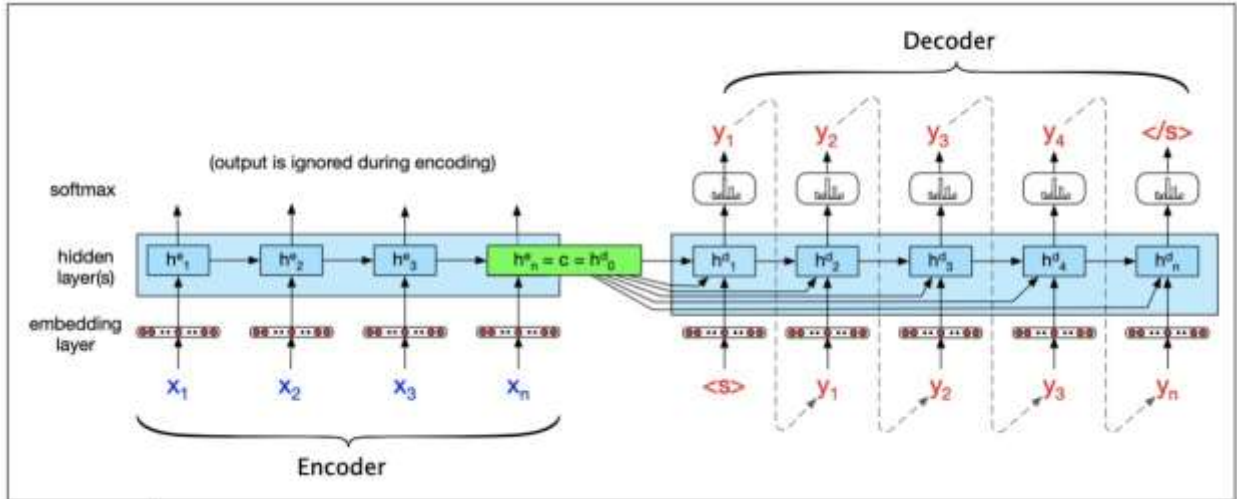 Decoder
y₁ y₂ y₃ y₄ </s>
(output is ignored during encoding)
softmax
hidden
layer(s)
hᵉ₁ hᵉ₂ hᵉ₃ hᵉₙ = c = hᵈ₀ hᵈ₁ hᵈ₂ hᵈ₃ hᵈ₄ hᵈₙ
embedding
layer
x₁ x₂ x₃ xₙ <s> y₁ y₂ y₃ yₙ
Encoder